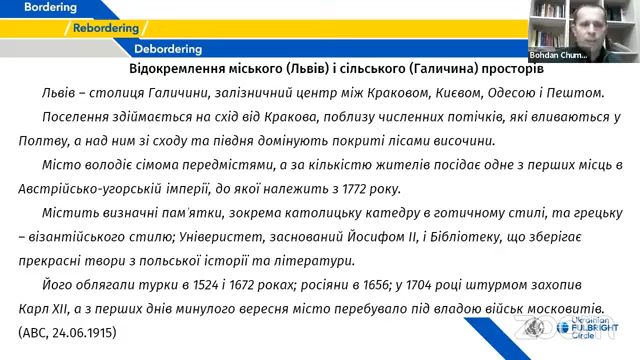 Bordering
Rebordering
Debordering
Bohdan Chum...
Відокремлення міського (Львів) і сільського (Галичина) просторів
Львів – столиця Галичини, залізничний центр між Краковом, Києвом, Одесою і Пештом.
Поселення здіймається на схід від Кракова, поблизу численних потічків, які вливаються у
Полтву, а над ним зі сходу та півдня домінують покриті лісами височини.
Місто володіє сімома передмістями, а за кількістю жителів посідає одне з перших місць в
Австрійсько-угорській імперії, до якої належить з 1772 року.
Містить визначні памʼятки, зокрема католицьку катедру в готичному стилі, та грецьку
– візантійського стилю; Універистет, заснований Йосифом II, і Бібліотеку, що зберігає
прекрасні твори з польської історії та літератури.
Його облягали турки в 1524 і 1672 роках; росіяни в 1656; у 1704 році штурмом захопив
Карл XII, а з перших днів минулого вересня місто перебувало під владою військ московитів.
(ABC, 24.06.1915)
zoom
Ukrainian
FULBRIGHT
Circle